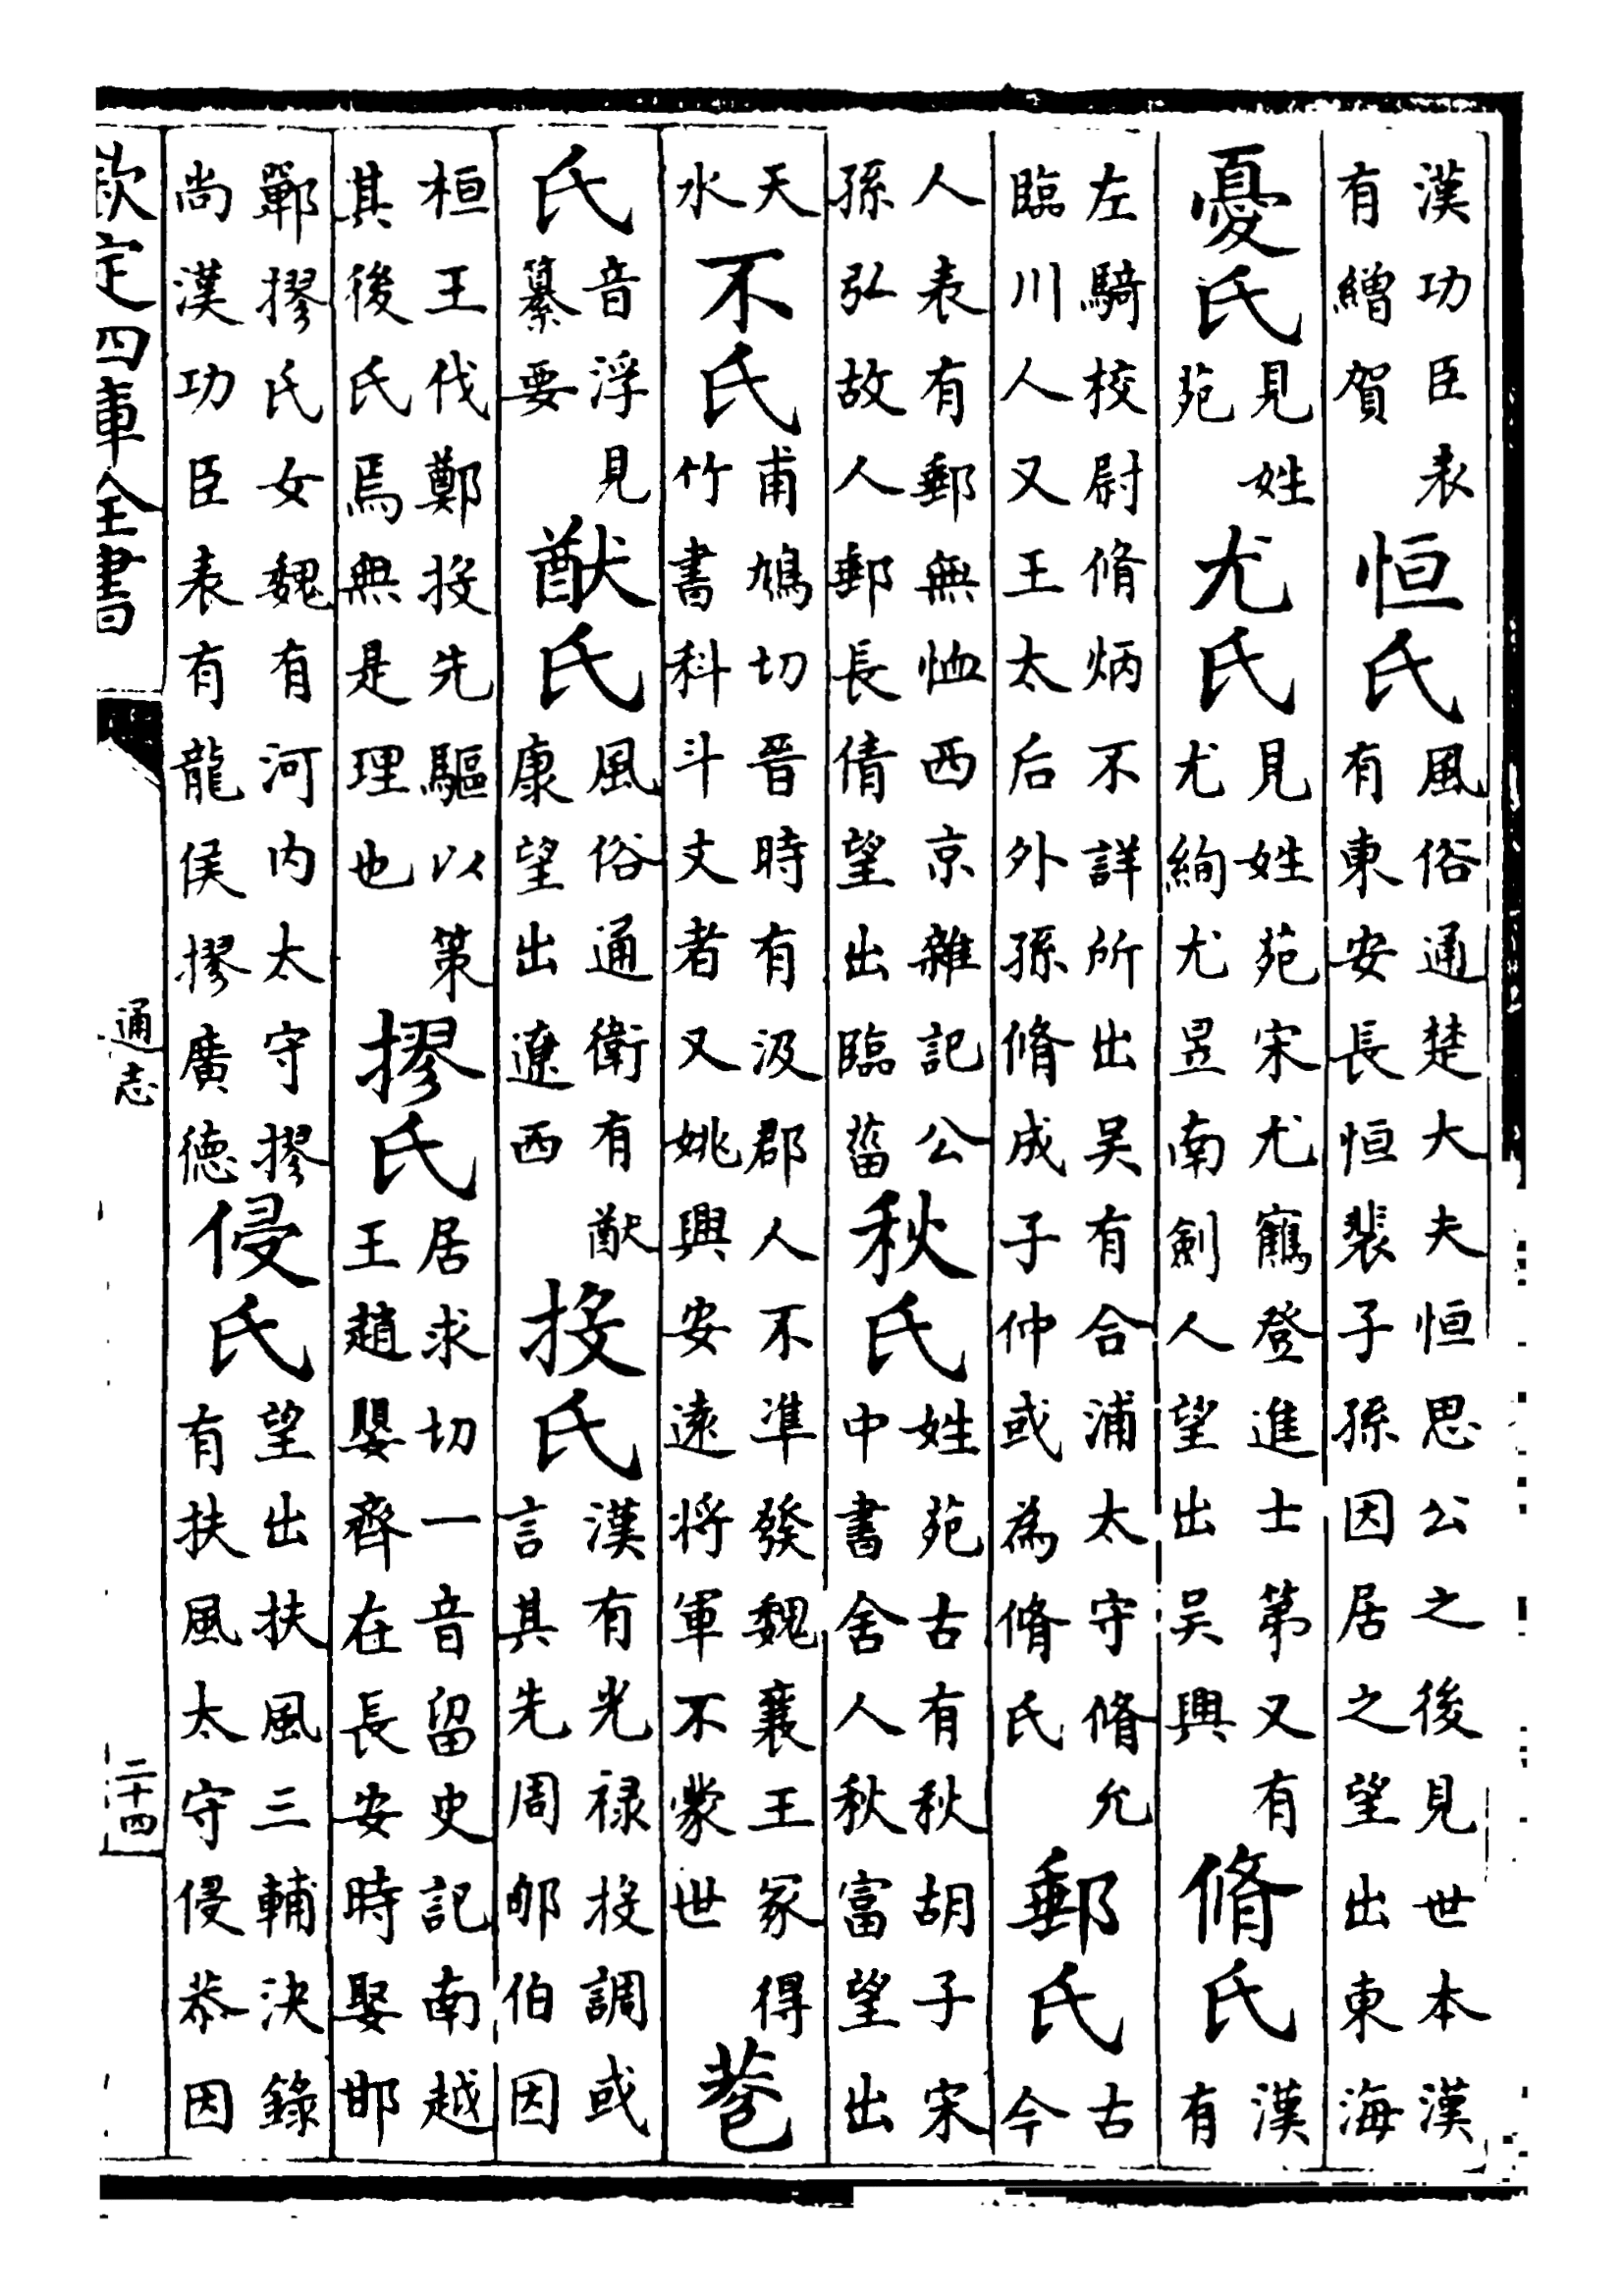 漢功臣表有繒賀恒氏風俗通楚大夫恒思公之後見世本漢有東安長恒裴子孫因居之望出東海
憂氏見姓苑尤氏見姓苑宋尤鶴登進士第又有尤絢尤昱南劍人望出吳興脩氏漢有
左騎校尉脩炳不詳所出吳有合浦太守脩允臨川人又王太后外孫脩成子仲或為脩氏郵氏古今
人表有郵無恤西京雜記公孫弘故人郵長倩望出臨菑秋氏姓苑古有秋胡子宋中書舍人秋富望出
天水不氏甫鳩切晉時有汲郡人不準發魏襄王冢得竹書科斗文者又姚興安遠將軍不蒙世
氏音浮見纂要猷氏風俗通衛有猷康望出遼西投氏漢有光祿投調或言其先周郇伯因
桓王伐鄭投先驅以策其後氏焉無是理也摎氏居求切一音留史記南越王趙嬰齊在長安時娶邯
鄲摎氏女魏有河内太守摎尚漢功臣表有龍侯摎廣德侵氏望出扶風三輔決錄有扶風太守侵恭因
欽定四庫全書
通志
二十四